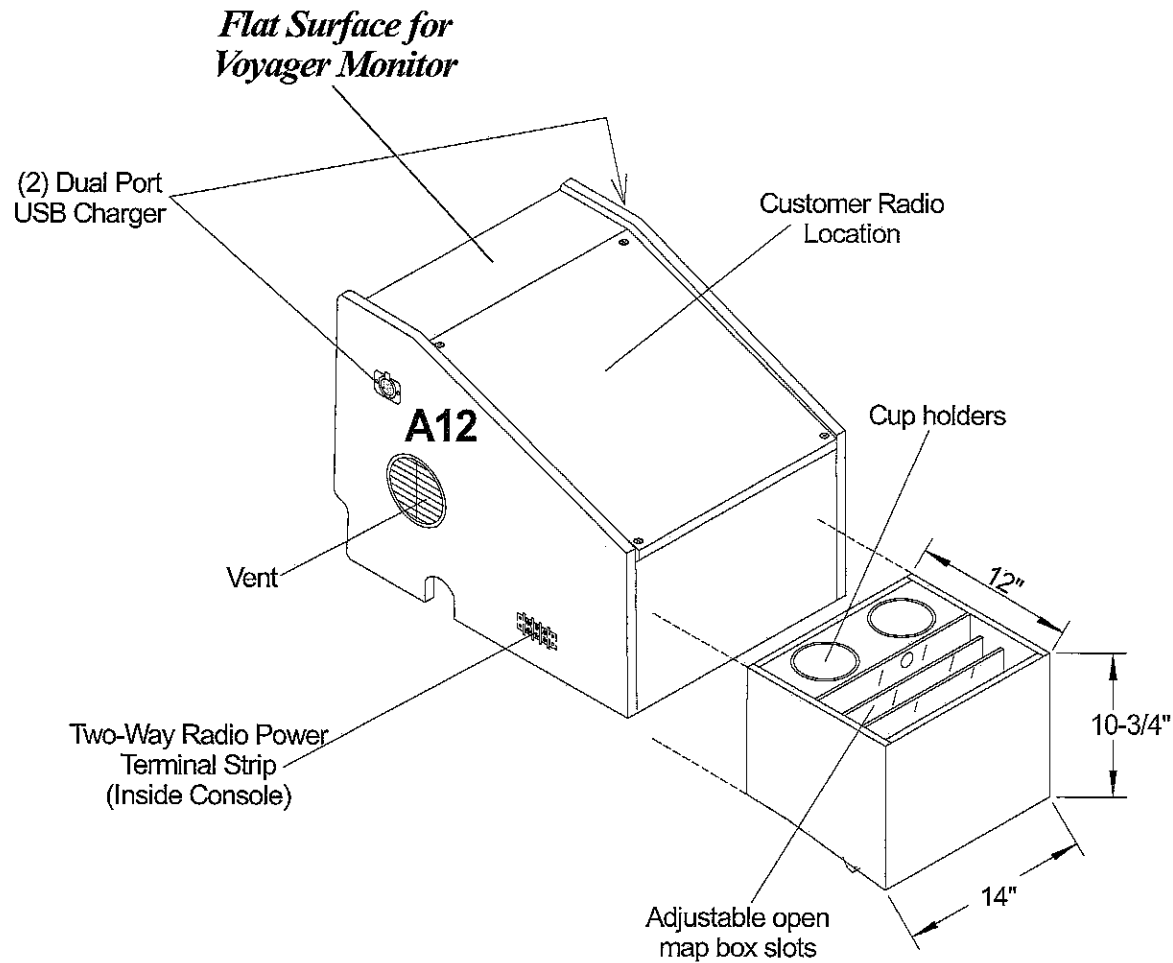 Flat Surface for
Voyager Monitor
(2) Dual Port
USB Charger
Customer Radio
Location
A12
Cup holders
Vent
12"
Two-Way Radio Power
Terminal Strip
(Inside Console)
10-3/4"
14"
Adjustable open
map box slots